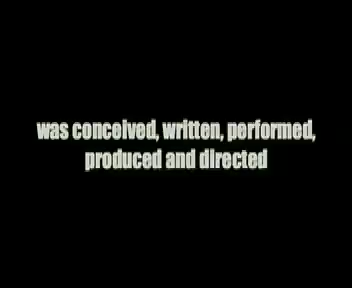 was conceived, written, performed,
produced and directed